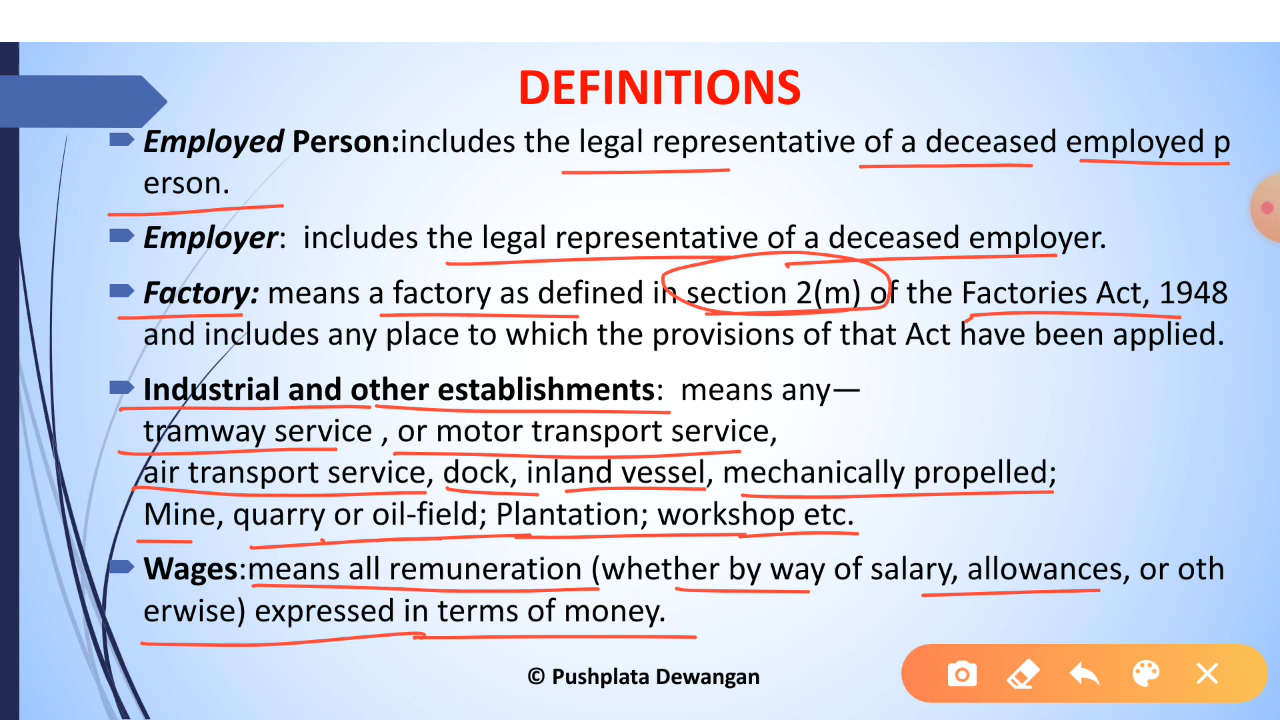 DEFINITIONS
Employed Person:includes the legal representative of a deceased employed p
erson.
Employer:  includes the legal representative of a deceased employer.
Factory: means a factory as defined in section 2(m) of the Factories Act, 1948
and includes any place to which the provisions of that Act have been applied.
Industrial and other establishments:  means any—
tramway service , or motor transport service,
air transport service, dock, inland vessel, mechanically propelled;
Mine, quarry or oil-field; Plantation; workshop etc.
Wages:means all remuneration (whether by way of salary, allowances, or oth
erwise) expressed in terms of money.
© Pushplata Dewangan